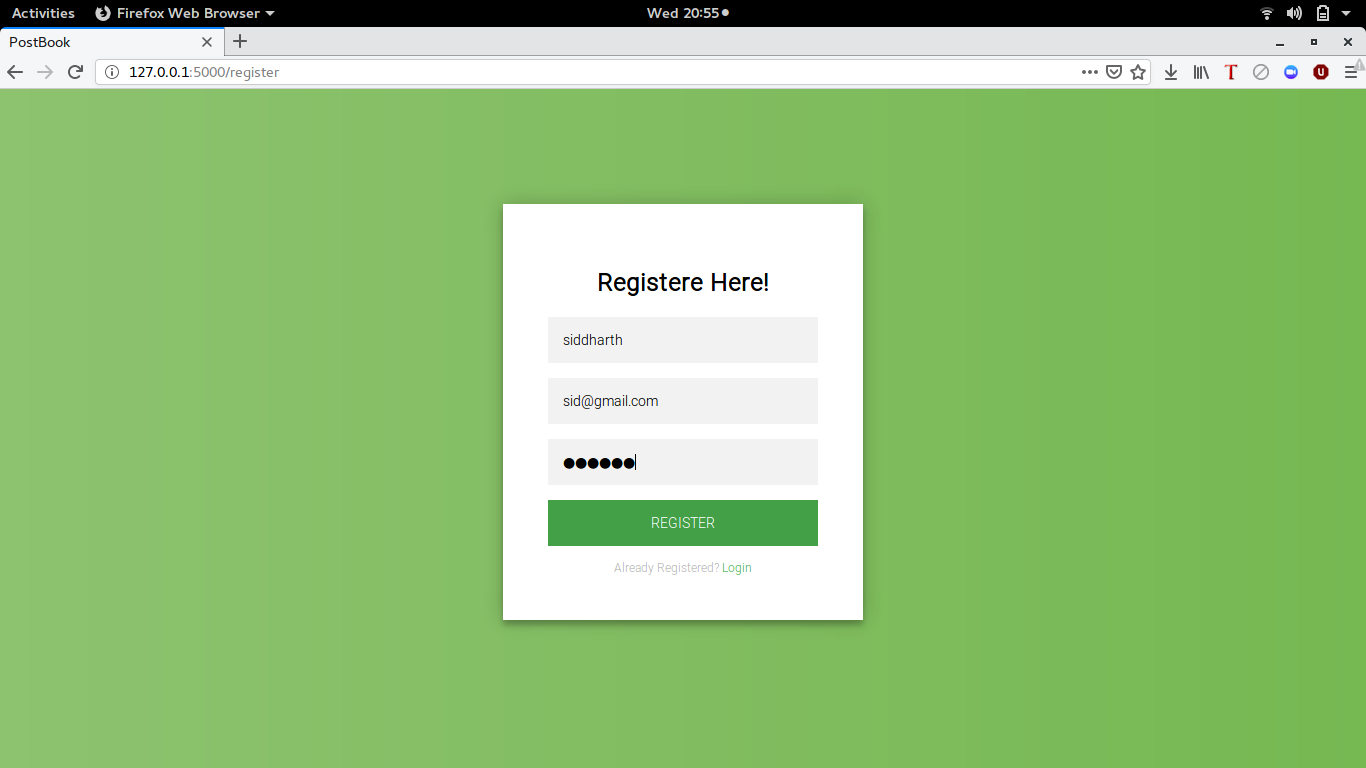 Activities Firefox Web Browser Wed 20:55
PostBook
127.0.0.1:5000/register
Registere Here!
siddharth
sid@gmail.com
●●●●●●
REGISTER
Already Registered? Login